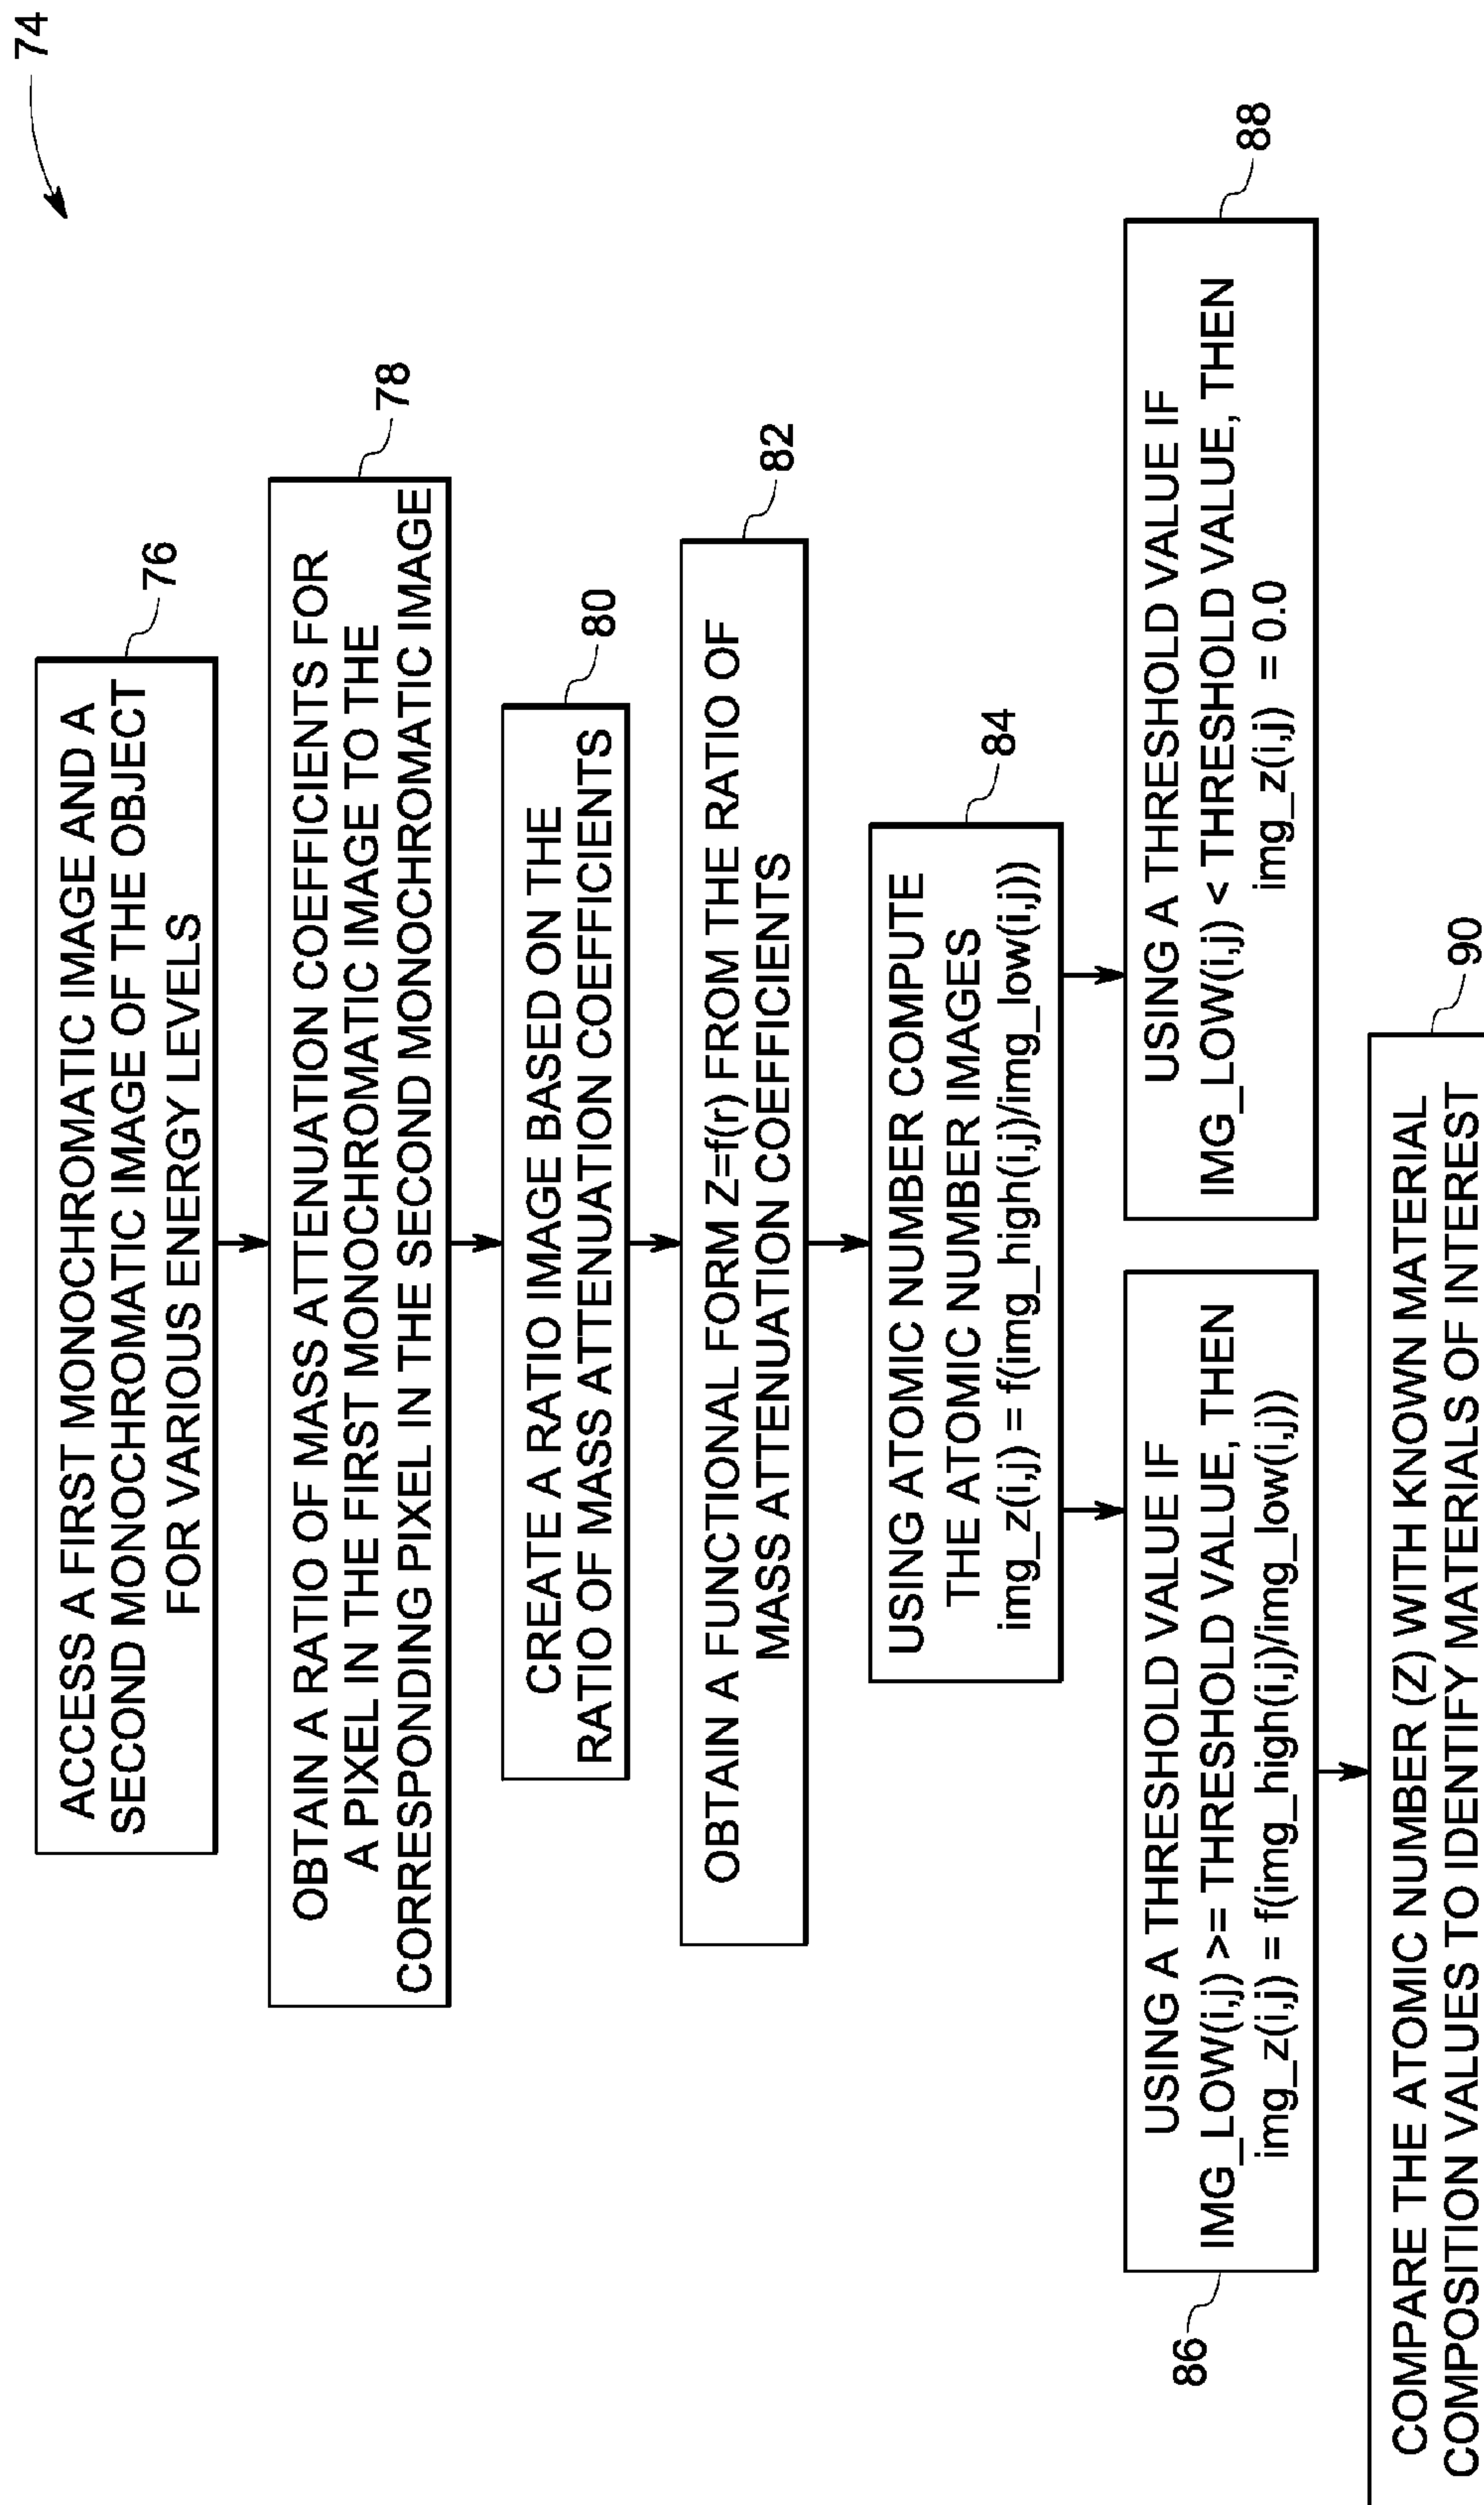 74
ACCESS A FIRST MONOCHROMATIC IMAGE AND A
SECOND MONOCHROMATIC IMAGE OF THE OBJECT
FOR VARIOUS ENERGY LEVELS
76
OBTAIN A RATIO OF MASS ATTENUATION COEFFICIENTS FOR
A PIXEL IN THE FIRST MONOCHROMATIC IMAGE TO THE
CORRESPONDING PIXEL IN THE SECOND MONOCHROMATIC IMAGE
78
CREATE A RATIO IMAGE BASED ON THE
RATIO OF MASS ATTENUATION COEFFICIENTS
80
OBTAIN A FUNCTIONAL FORM Z=f(r) FROM THE RATIO OF
MASS ATTENUATION COEFFICIENTS
82
USING ATOMIC NUMBER COMPUTE
THE ATOMIC NUMBER IMAGES
img_z(i,j) = f(img_high(i,j)/img_low(i,j))
84
86
USING A THRESHOLD VALUE IF
IMG_LOW(i,j) >= THRESHOLD VALUE, THEN
img_z(i,j) = f(img_high(i,j)/img_low(i,j))
USING A THRESHOLD VALUE IF
IMG_LOW(i,j) < THRESHOLD VALUE, THEN
img_z(i,j) = 0.0
88
COMPARE THE ATOMIC NUMBER (Z) WITH KNOWN MATERIAL
COMPOSITION VALUES TO IDENTIFY MATERIALS OF INTEREST
90